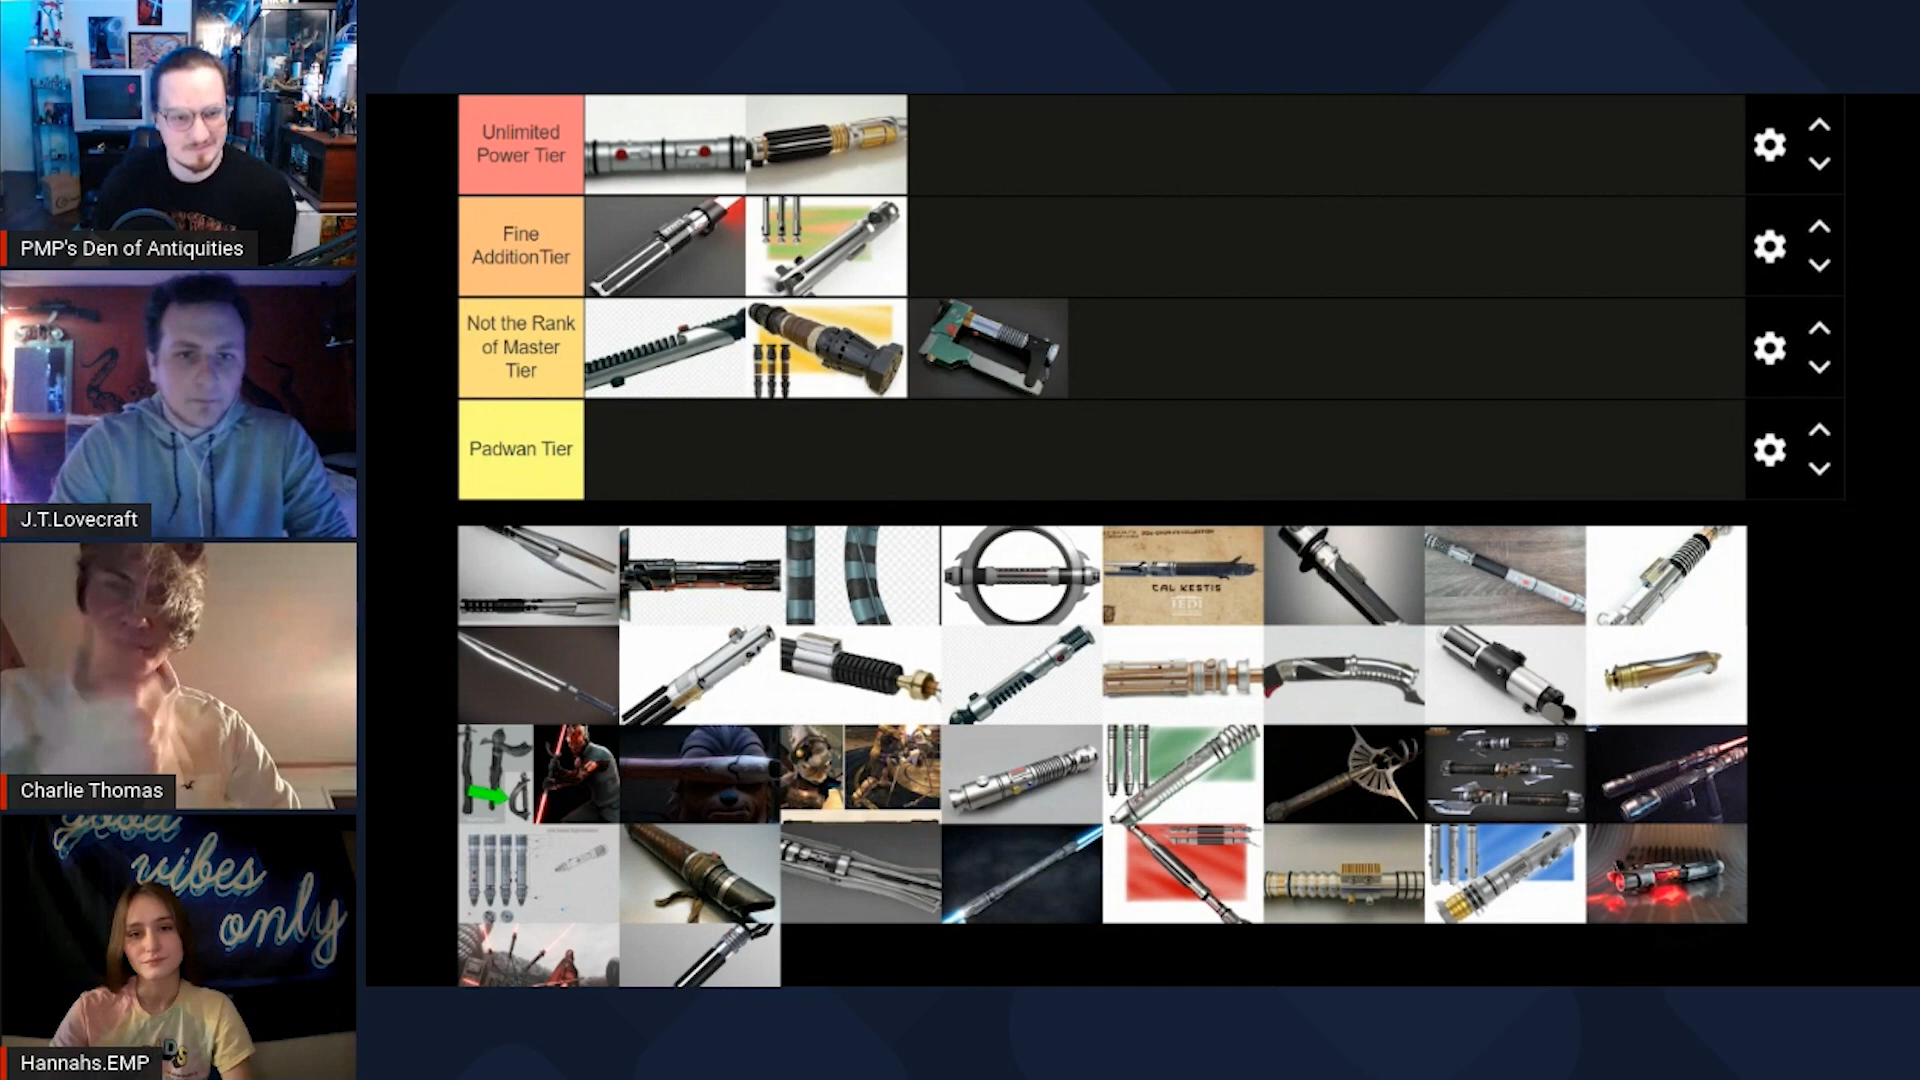 PMP's Den of Antiquities
J.T.Lovecraft
Charlie Thomas
good
vibes
only
Hannahs.EMP
Unlimited
Power Tier
Fine
AdditionTier
Not the Rank
of Master
Tier
Padwan Tier
CAL KESTIS
JEDI